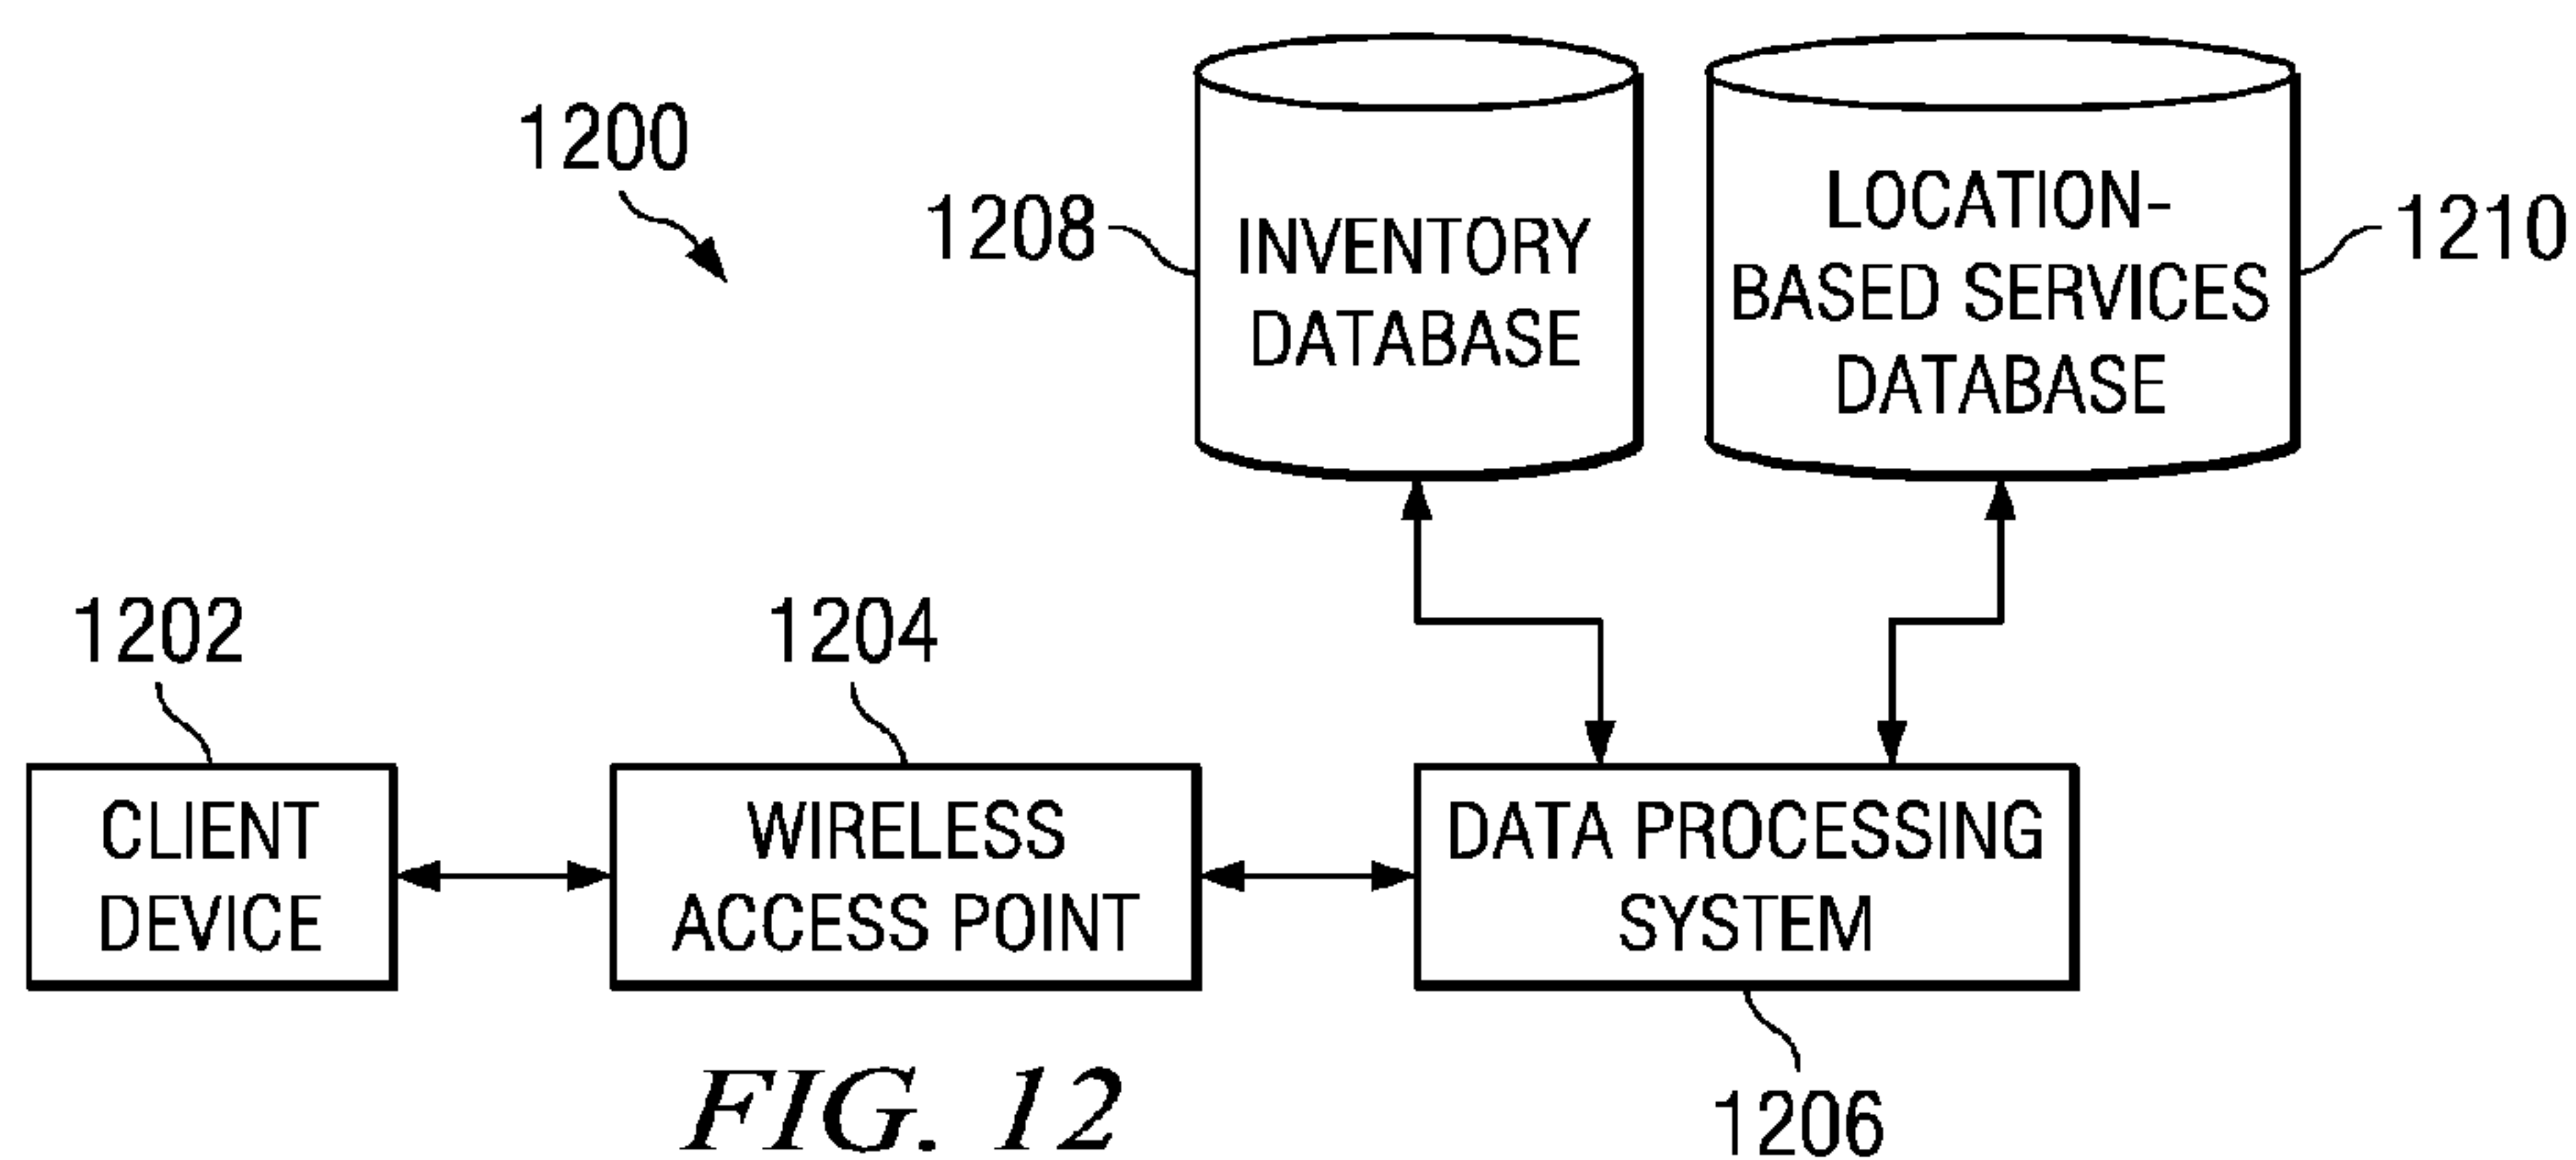 1200
1208
INVENTORY
DATABASE
LOCATION-
BASED SERVICES
DATABASE
1210
1202
1204
CLIENT
DEVICE
WIRELESS
ACCESS POINT
DATA PROCESSING
SYSTEM
1206
FIG. 12